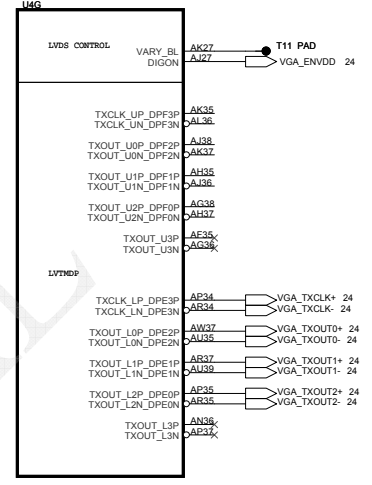 U4G
LVDS CONTROL
VARY_BL AK27 T11 PAD
DIGON AJ27 VGA_ENVDD 24
TXCLK_UP_DPF3P AK35
TXCLK_UN_DPF3N AL36
TXOUT_U0P_DPF2P AJ38
TXOUT_U0N_DPF2N AK37
TXOUT_U1P_DPF1P AH35
TXOUT_U1N_DPF1N AJ36
TXOUT_U2P_DPF0P AG38
TXOUT_U2N_DPF0N AH37
TXOUT_U3P AF35
TXOUT_U3N AG36
LVTMDP
TXCLK_LP_DPE3P AP34 VGA_TXCLK+ 24
TXCLK_LN_DPE3N AR34 VGA_TXCLK- 24
TXOUT_L0P_DPE2P AW37 VGA_TXOUT0+ 24
TXOUT_L0N_DPE2N AU35 VGA_TXOUT0- 24
TXOUT_L1P_DPE1P AR37 VGA_TXOUT1+ 24
TXOUT_L1N_DPE1N AU39 VGA_TXOUT1- 24
TXOUT_L2P_DPE0P AP35 VGA_TXOUT2+ 24
TXOUT_L2N_DPE0N AR35 VGA_TXOUT2- 24
TXOUT_L3P AN36
TXOUT_L3N AP37